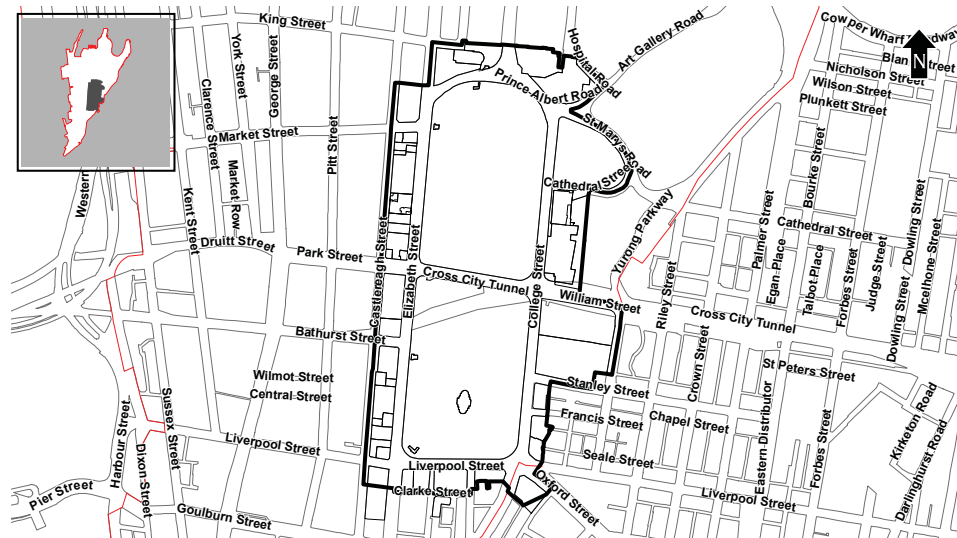 King Street
Hospital Road
Art Gallery Road
Cowper Wharf Roadway
N
Bland Street
Nicholson Street
Wilson Street
Plunkett Street
York Street
George Street
Clarence Street
Pitt Street
Prince Albert Road
Market Street
St Marys Road
Cathedral Street
Bourke Street
Western
Kent Street
Market Row
Druitt Street
Park Street
Castlereagh Street
Elizabeth Street
College Street
Cross City Tunnel
William Street
Yurong Parkway
Riley Street
Palmer Street
Egan Place
Cathedral Street
Talbot Place
Forbes Street
Judge Street
Dowling Street
Mcelhone Street
Dowling Street
Cross City Tunnel
Bathurst Street
Wilmot Street
Central Street
Stanley Street
Francis Street
Chapel Street
Crown Street
St Peters Street
Seale Street
Eastern Distributor
Forbes Street
Kirketon Road
Darlinghurst Road
Harbour Street
Sussex Street
Dixon Street
Liverpool Street
Liverpool Street
Clarke Street
Oxford Street
Liverpool Street
Pier Street
Goulburn Street